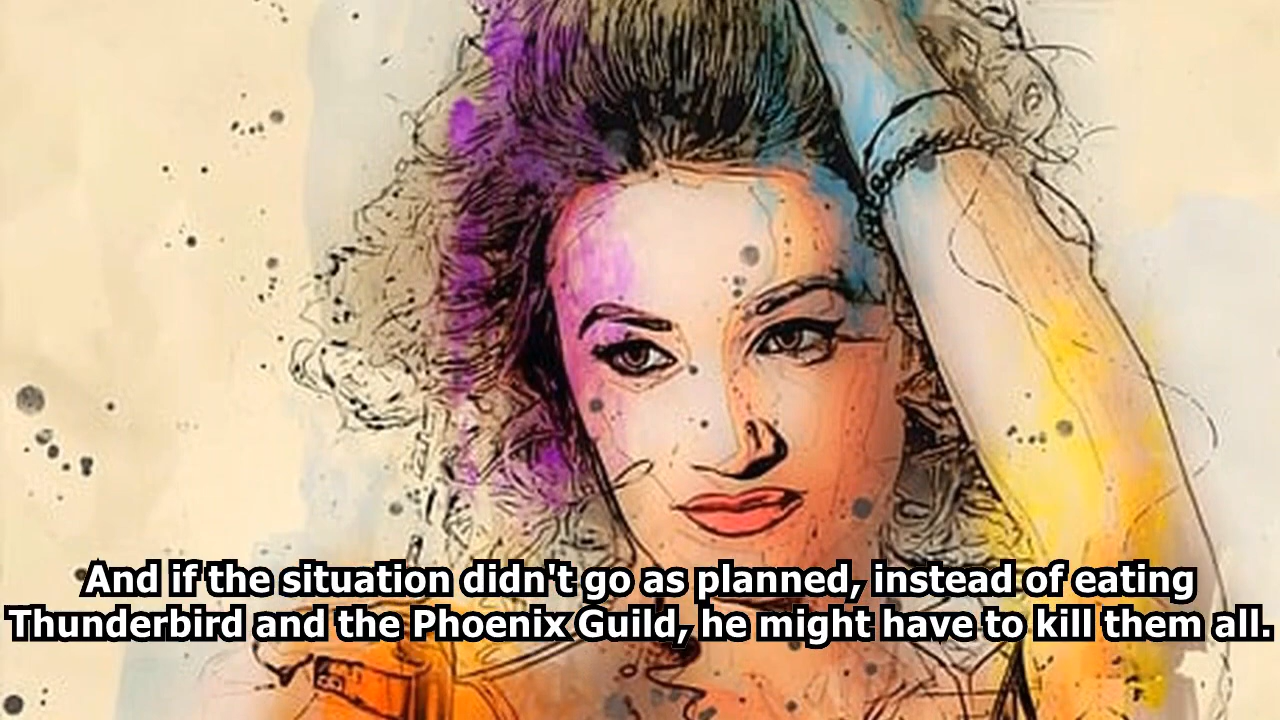 And if the situation didn't go as planned, instead of eating
Thunderbird and the Phoenix Guild, he might have to kill them all.